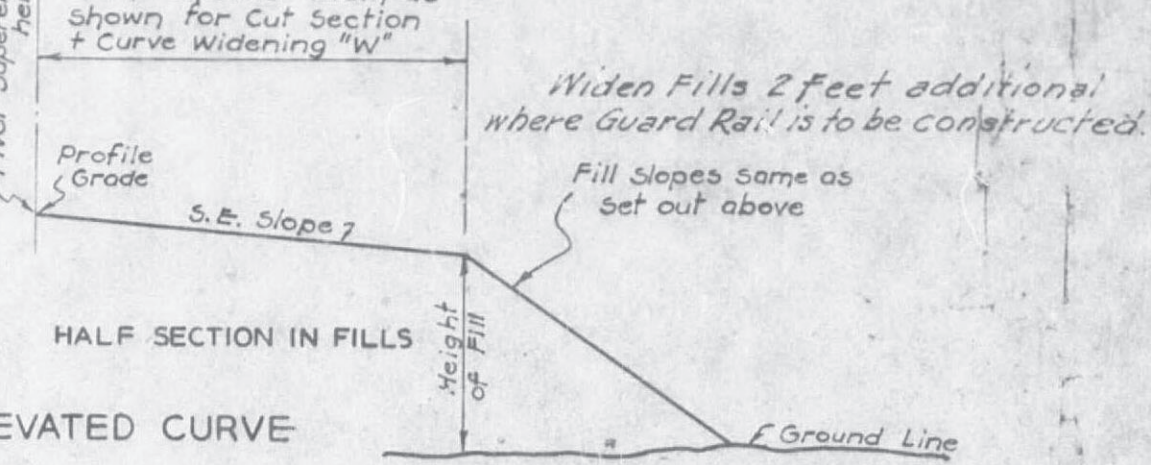 shown for Cut Section
+ Curve Widening "W"
Widen Fills 2 feet additional
where Guard Rail is to be constructed.
Profile
Grade
Fill Slopes same as
set out above
S.E. Slope
HALF SECTION IN FILLS
Height
of Fill
EVATED CURVE
Ground Line